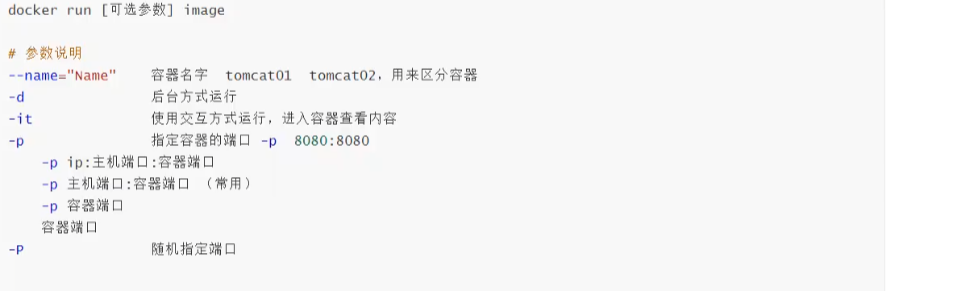 docker run [可选参数] image
# 参数说明
--name="Name" 容器名字 tomcat01 tomcat02，用来区分容器
-d 后台方式运行
-it 使用交互方式运行，进入容器查看内容
-p 指定容器的端口 -p 8080:8080
-p ip:主机端口:容器端口
-p 主机端口:容器端口 （常用）
-p 容器端口
容器端口
-P 随机指定端口